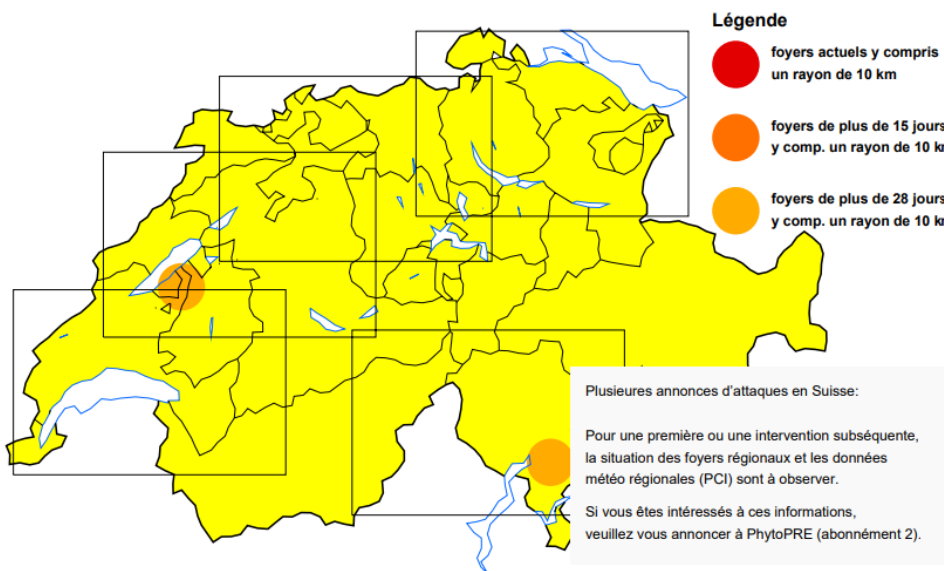 Légende
foyers actuels y compris
un rayon de 10 km
foyers de plus de 15 jours
y comp. un rayon de 10 km
foyers de plus de 28 jours
y comp. un rayon de 10 km
Plusieures annonces d'attaques en Suisse:
Pour une première ou une intervention subséquente,
la situation des foyers régionaux et les données
météo régionales (PCI) sont à observer.
Si vous êtes intéressés à ces informations,
veuillez vous annoncer à PhytoPRE (abonnément 2).